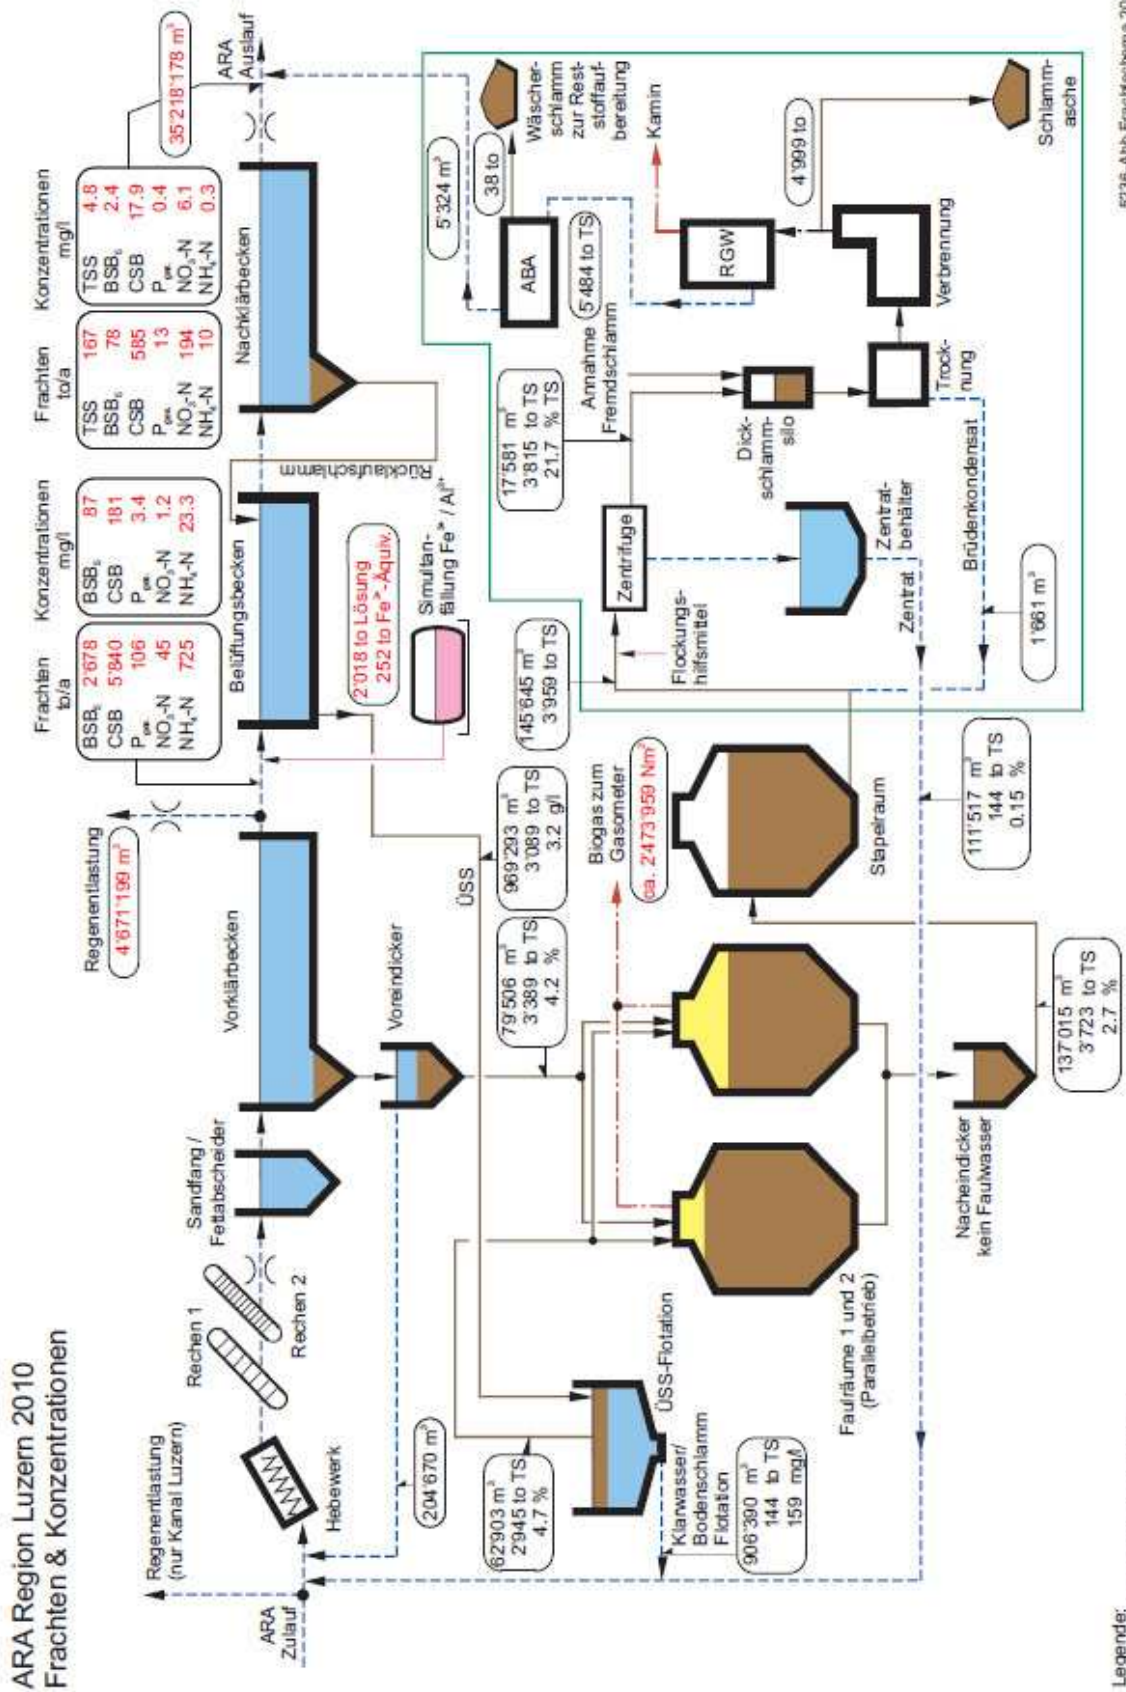 ARA Region Luzern 2010
Frachten & Konzentrationen
Regenentlastung
(nur Kanal Luzern)
ARA
Zulauf
Hebewerk
Rechen 1
Rechen 2
Sandfang /
Fettabscheider
Vorklärbecken
Regenentlastung
4'671'199 m³
Frachten
to/a
BSB₅ 2'678
CSB 5'840
P ges. 106
NO₃-N 45
NH₄-N 725
Konzentrationen
mg/l
BSB₅ 87
CSB 181
P ges. 3.4
NO₃-N 1.2
NH₄-N 23.3
Belüftungsbecken
Frachten
to/a
TSS 167
BSB₅ 78
CSB 585
P ges. 13
NO₃-N 194
NH₄-N 10
Konzentrationen
mg/l
TSS 4.8
BSB₅ 2.4
CSB 17.9
P ges. 0.4
NO₃-N 6.1
NH₄-N 0.3
Nachklärbecken
35'218'178 m³
ARA
Auslauf
Rücklaufschlamm
2'018 to Lösung
252 to Fe³⁺-Äquiv.
Simultan-
fällung Fe³⁺ / Al³⁺
204'670 m³
Voreindicker
ÜSS
969'293 m³
3'089 to TS
3.2 g/l
79'506 m³
3'389 to TS
4.2 %
62'903 m³
2'945 to TS
4.7 %
ÜSS-Flotation
Klarwasser/
Bodenschlamm
Flotation
906'390 m³
144 to TS
159 mg/l
Faulräume 1 und 2
(Parallelbetrieb)
Biogas zum
Gasometer
ca. 2'473'959 Nm³
Nacheindicker
kein Faulwasser
137'015 m³
3'723 to TS
2.7 %
Stapelraum
145'645 m³
3'959 to TS
Flockungs-
hilfsmittel
Zentrifuge
17'581 m³
3'815 to TS
21.7 % TS
Annahme
Fremdschlamm
5'484 to TS
Dick-
schlamm-
silo
Trock-
nung
Verbrennung
RGW
Kamin
ABA
5'324 m³
38 to
Wäscher-
schlamm
zur Rest-
stoffauf-
bereitung
4'999 to
Schlamm-
asche
Zentrat
Zentrat-
behälter
Brüdenkondensat
1'661 m³
111'517 m³
144 to TS
0.15 %
Legende: